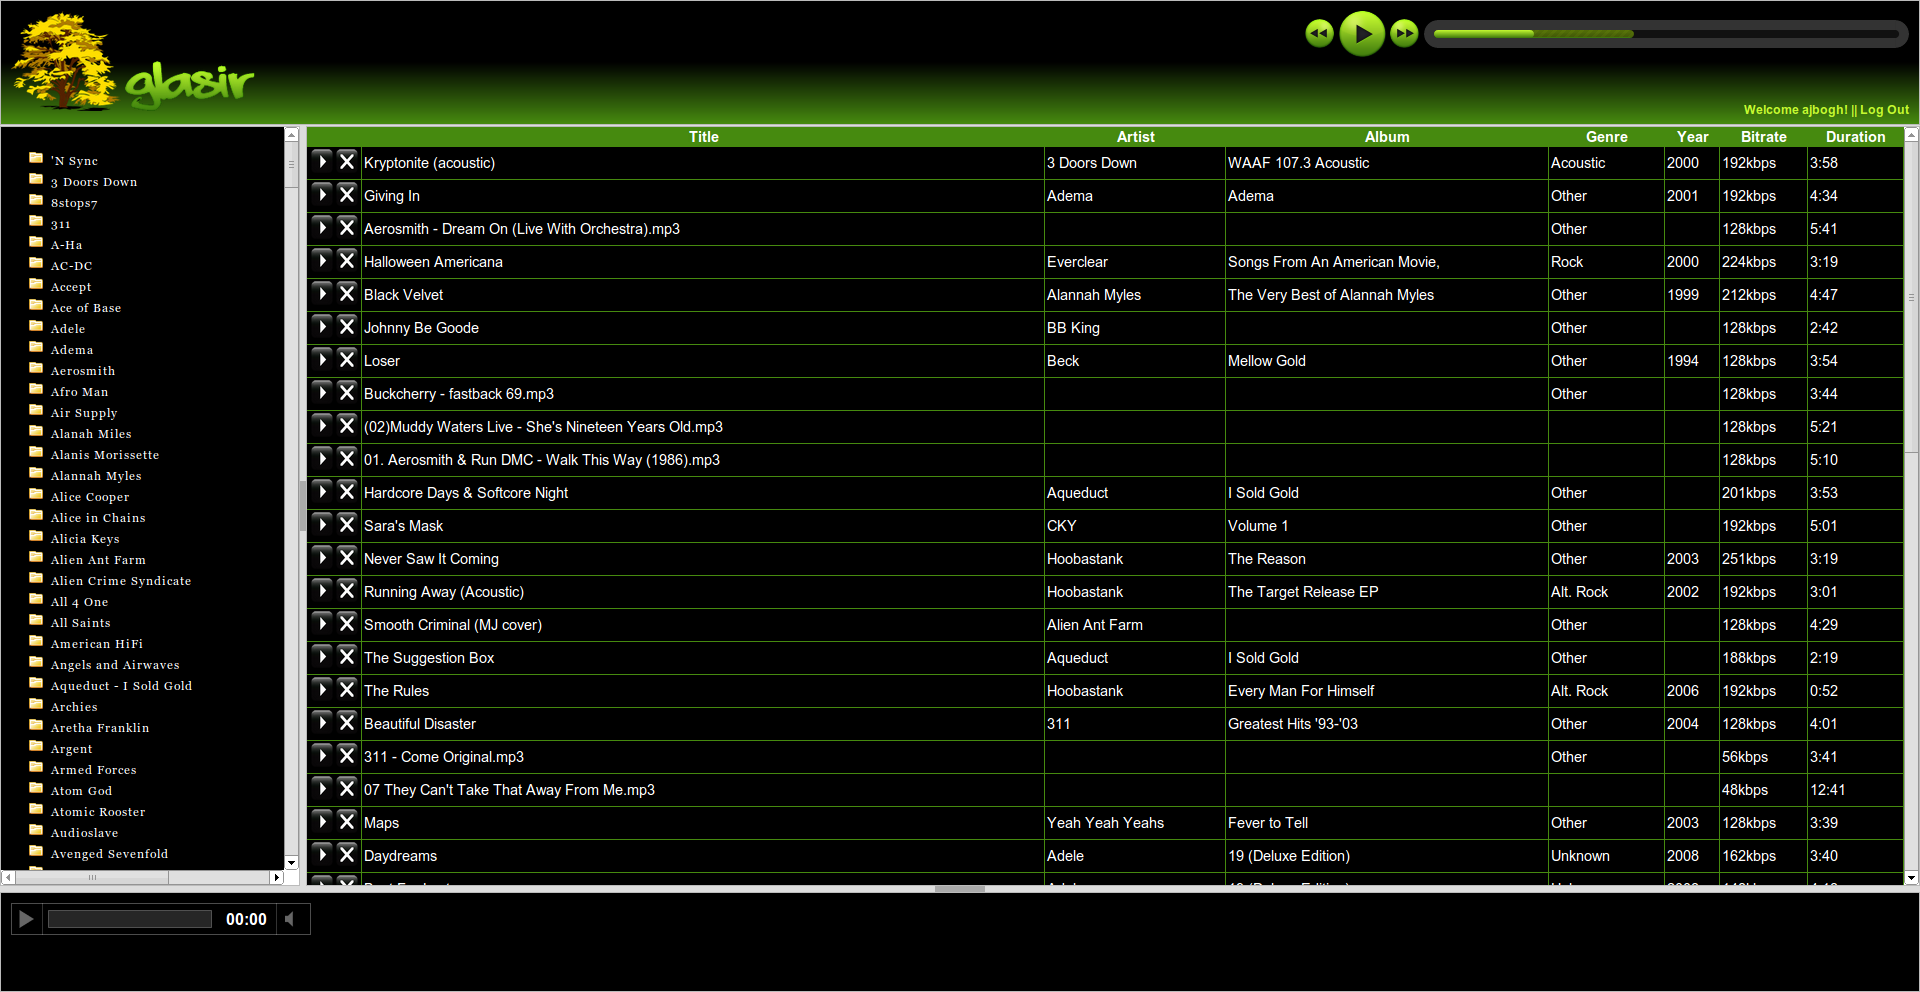 glasir
Welcome ajbogh! || Log Out
'N Sync
3 Doors Down
8stops7
311
A-Ha
AC-DC
Accept
Ace of Base
Adele
Adema
Aerosmith
Afro Man
Air Supply
Alanah Miles
Alanis Morissette
Alannah Myles
Alice Cooper
Alice in Chains
Alicia Keys
Alien Ant Farm
Alien Crime Syndicate
All 4 One
All Saints
American HiFi
Angels and Airwaves
Aqueduct - I Sold Gold
Archies
Aretha Franklin
Argent
Armed Forces
Atom God
Atomic Rooster
Audioslave
Avenged Sevenfold
Title Artist Album Genre Year Bitrate Duration
Kryptonite (acoustic) 3 Doors Down WAAF 107.3 Acoustic Acoustic 2000 192kbps 3:58
Giving In Adema Adema Other 2001 192kbps 4:34
Aerosmith - Dream On (Live With Orchestra).mp3 Other 128kbps 5:41
Halloween Americana Everclear Songs From An American Movie, Rock 2000 224kbps 3:19
Black Velvet Alannah Myles The Very Best of Alannah Myles Other 1999 212kbps 4:47
Johnny Be Goode BB King Other 128kbps 2:42
Loser Beck Mellow Gold Other 1994 128kbps 3:54
Buckcherry - fastback 69.mp3 Other 128kbps 3:44
(02)Muddy Waters Live - She's Nineteen Years Old.mp3 128kbps 5:21
01. Aerosmith & Run DMC - Walk This Way (1986).mp3 128kbps 5:10
Hardcore Days & Softcore Night Aqueduct I Sold Gold Other 201kbps 3:53
Sara's Mask CKY Volume 1 Other 192kbps 5:01
Never Saw It Coming Hoobastank The Reason Other 2003 251kbps 3:19
Running Away (Acoustic) Hoobastank The Target Release EP Alt. Rock 2002 192kbps 3:01
Smooth Criminal (MJ cover) Alien Ant Farm Other 128kbps 4:29
The Suggestion Box Aqueduct I Sold Gold Other 188kbps 2:19
The Rules Hoobastank Every Man For Himself Alt. Rock 2006 192kbps 0:52
Beautiful Disaster 311 Greatest Hits '93-'03 Other 2004 128kbps 4:01
311 - Come Original.mp3 Other 56kbps 3:41
07 They Can't Take That Away From Me.mp3 48kbps 12:41
Maps Yeah Yeah Yeahs Fever to Tell Other 2003 128kbps 3:39
Daydreams Adele 19 (Deluxe Edition) Unknown 2008 162kbps 3:40
00:00